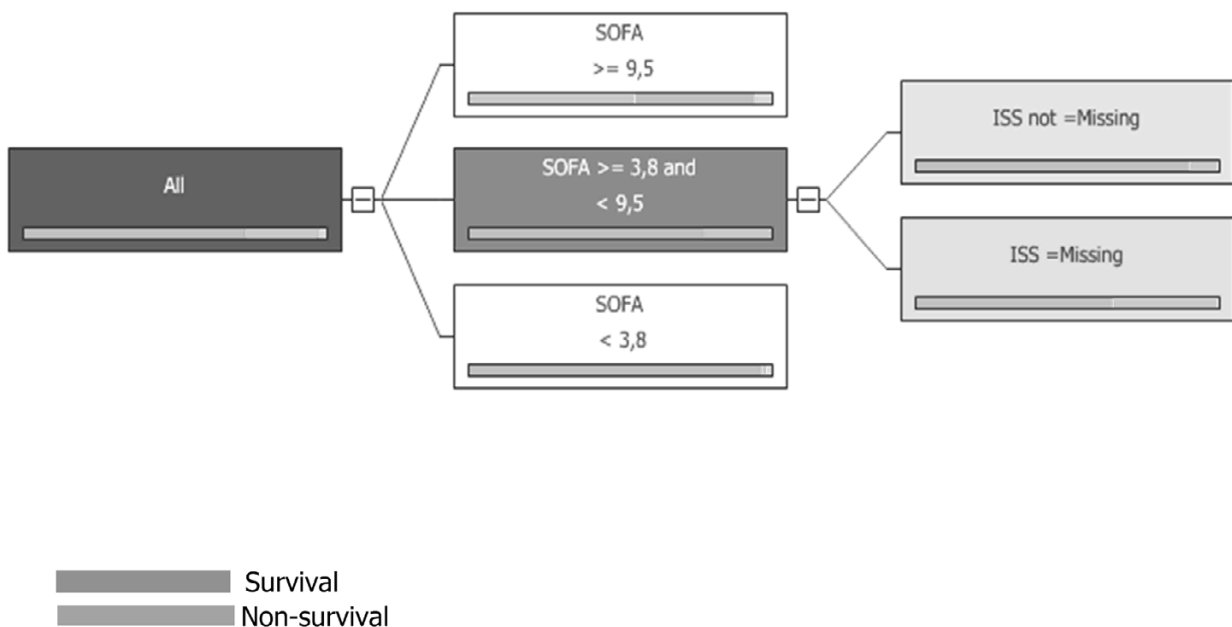 All
SOFA
>= 9,5
SOFA >= 3,8 and
< 9,5
SOFA
< 3,8
ISS not =Missing
ISS =Missing
Survival
Non-survival